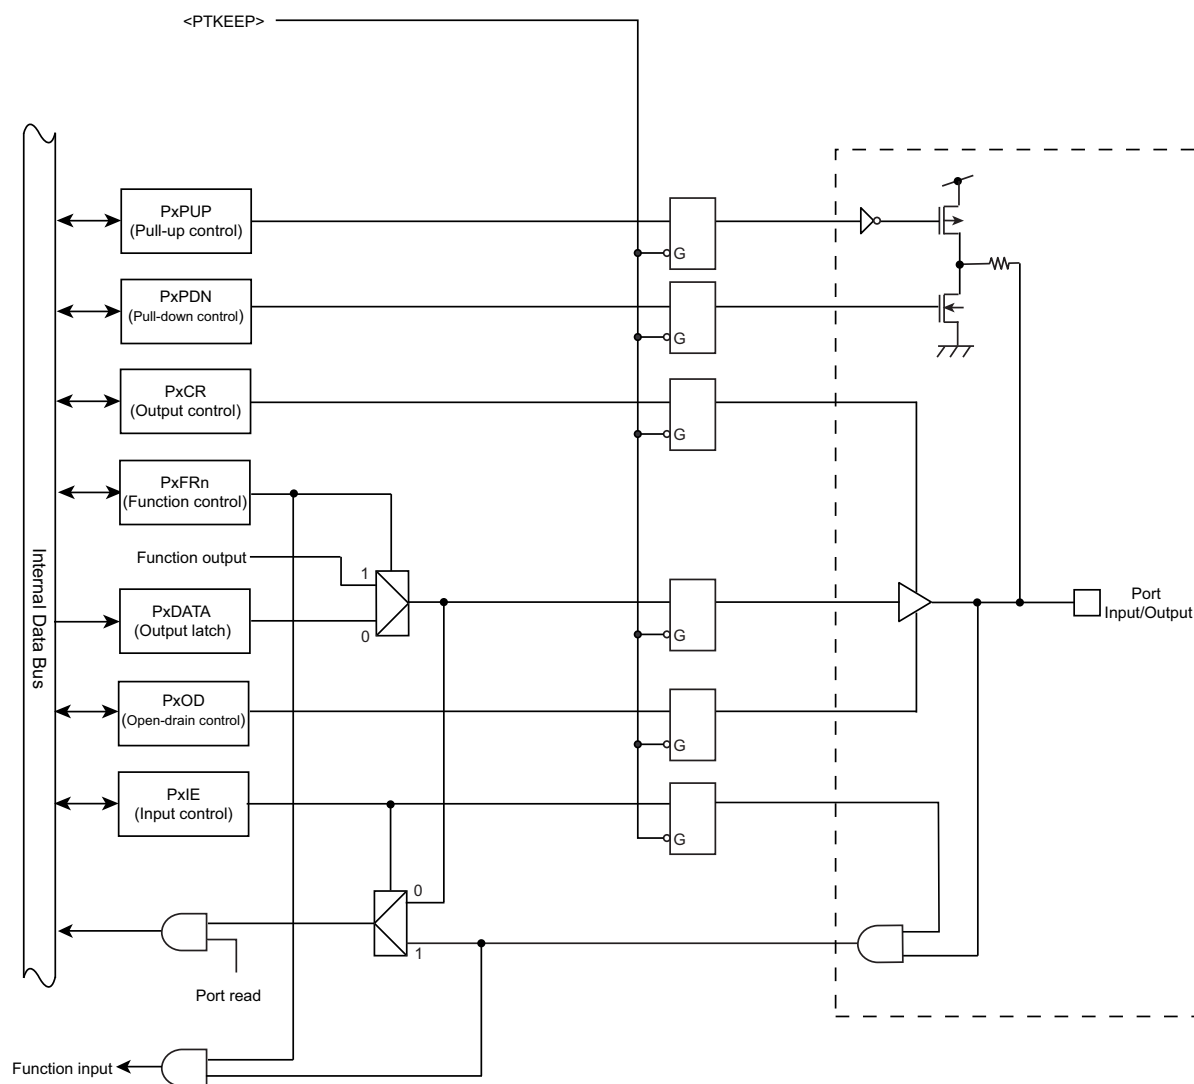 <PTKEEP>
PxPUP
(Pull-up control)
G
PxPDN
(Pull-down control)
G
PxCR
(Output control)
G
PxFRn
(Function control)
Function output
1
0
PxDATA
(Output latch)
G
Port
Input/Output
Internal Data Bus
PxOD
(Open-drain control)
G
PxIE
(Input control)
G
0
1
Port read
Function input